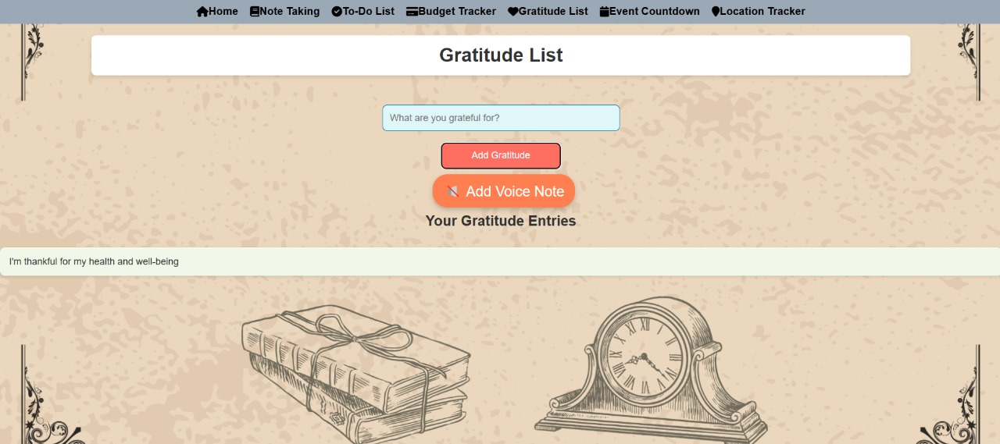 Home Note Taking To-Do List Budget Tracker Gratitude List Event Countdown Location Tracker
Gratitude List
What are you grateful for?
Add Gratitude
Add Voice Note
Your Gratitude Entries
I'm thankful for my health and well-being